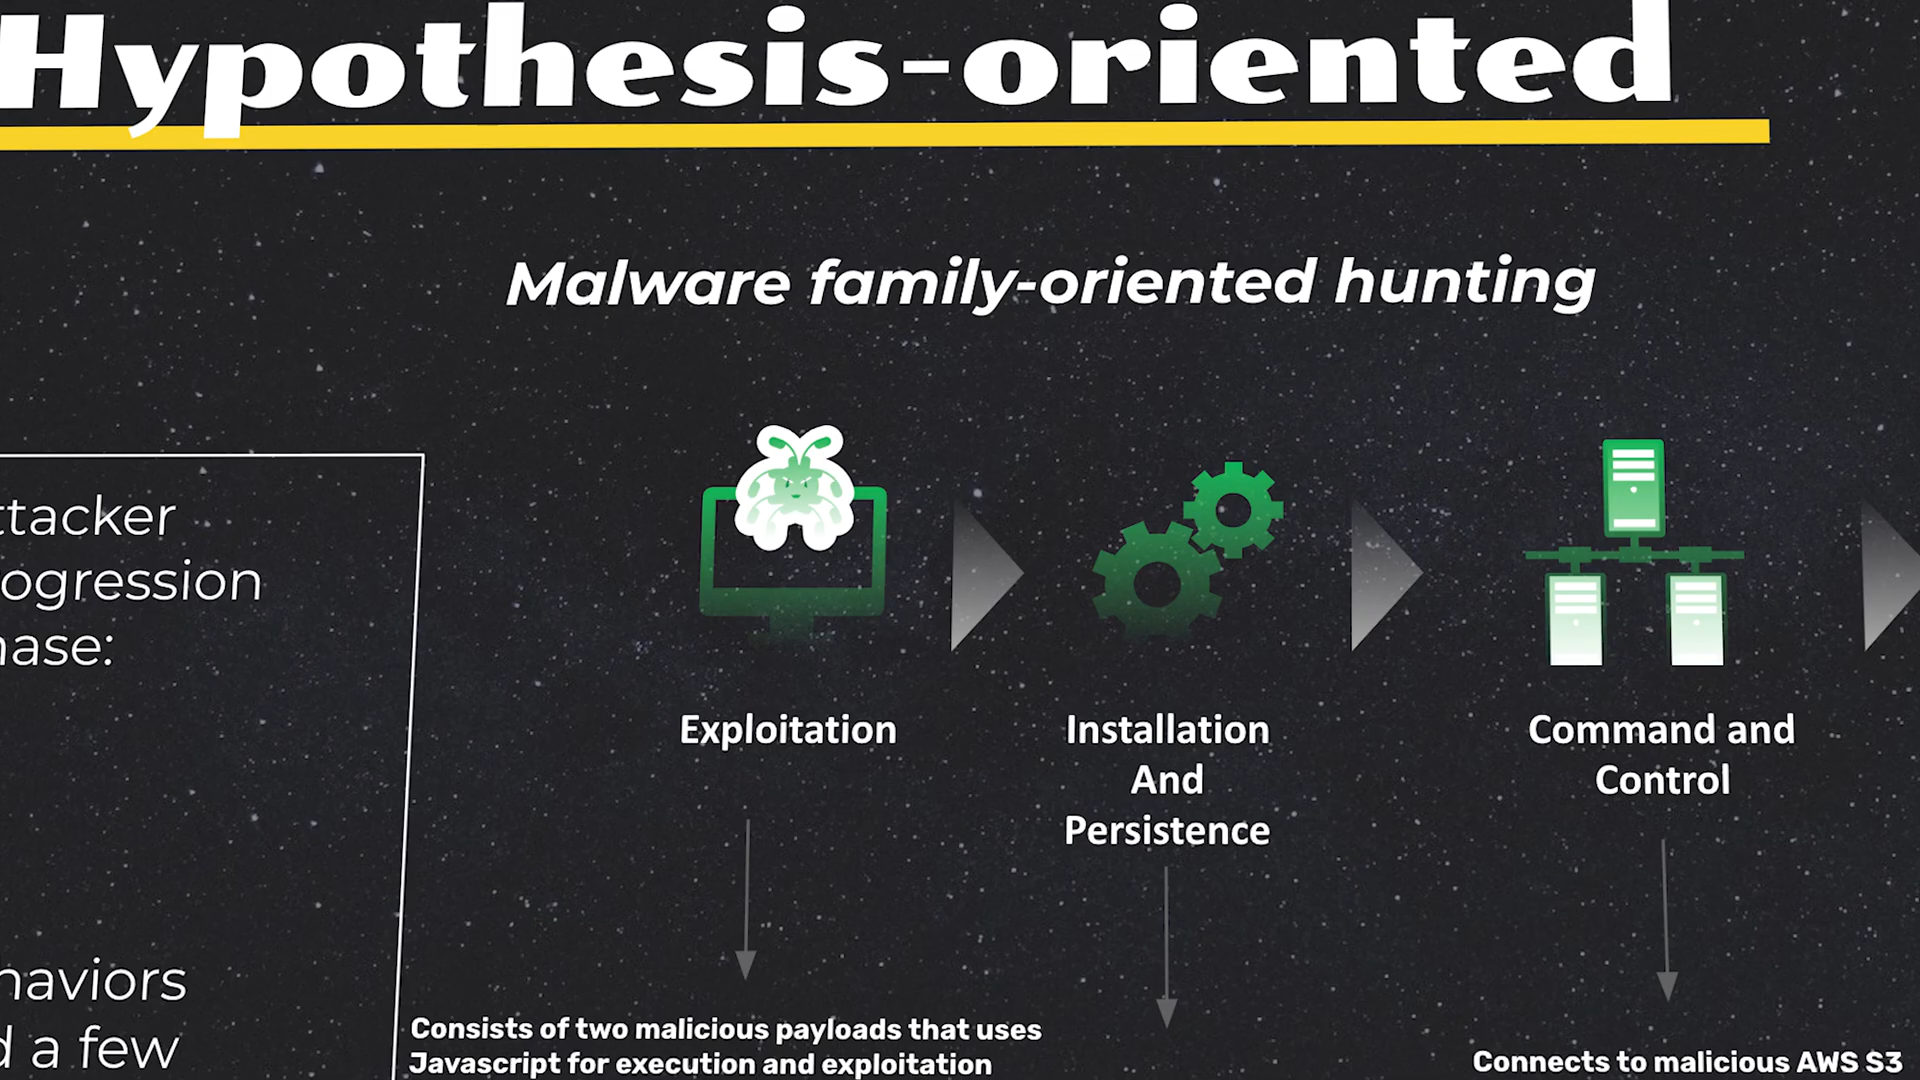 Hypothesis-oriented
Malware family-oriented hunting
ttacker
ogression
hase:
haviors
d a few
Exploitation
Installation
And
Persistence
Command and
Control
Consists of two malicious payloads that uses
Javascript for execution and exploitation
Connects to malicious AWS S3